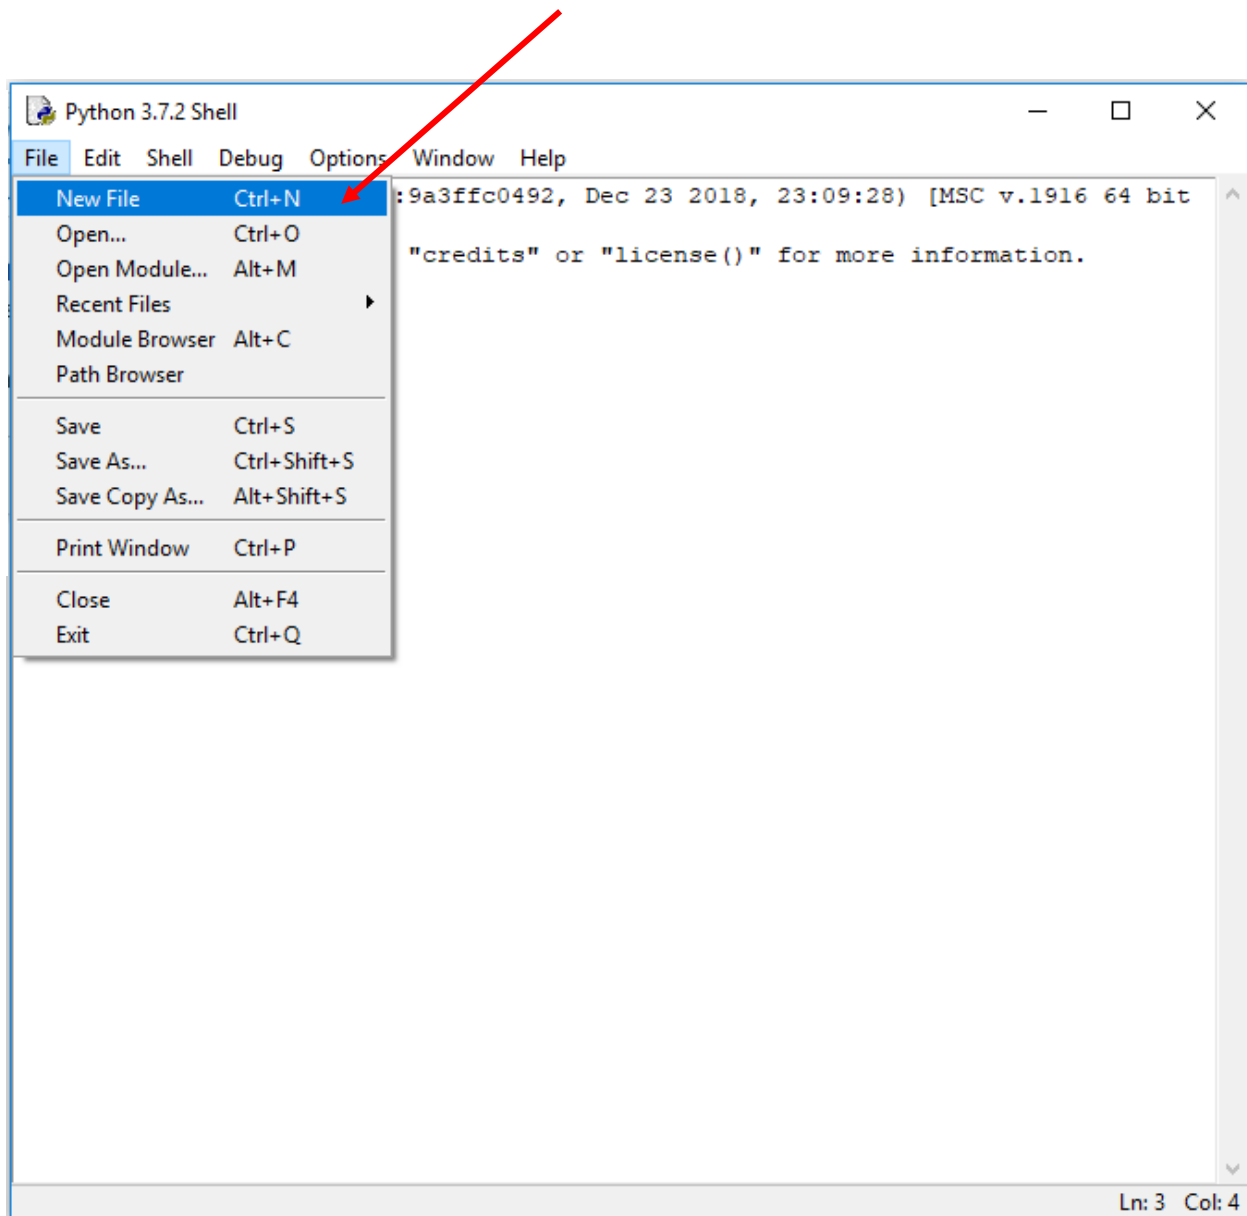 Python 3.7.2 Shell
File Edit Shell Debug Options Window Help
New File Ctrl+N
:9a3ffc0492, Dec 23 2018, 23:09:28) [MSC v.1916 64 bit
Open... Ctrl+O
"credits" or "license()" for more information.
Open Module... Alt+M
Recent Files
Module Browser Alt+C
Path Browser
Save Ctrl+S
Save As... Ctrl+Shift+S
Save Copy As... Alt+Shift+S
Print Window Ctrl+P
Close Alt+F4
Exit Ctrl+Q
Ln: 3 Col: 4